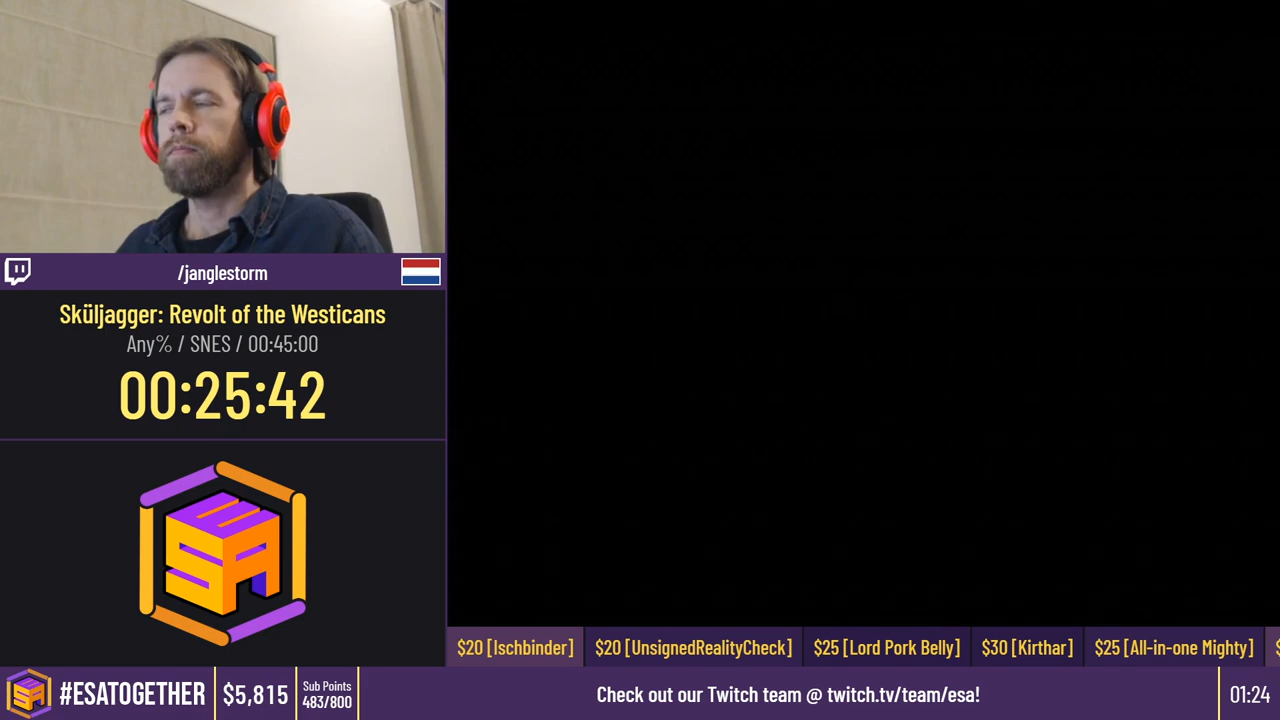 /janglestorm
Sküljagger: Revolt of the Westicans
Any% / SNES / 00:45:00
00:25:42
ESA
$20 [Ischbinder]
$20 [UnsignedRealityCheck]
$25 [Lord Pork Belly]
$30 [Kirthar]
$25 [All-in-one Mighty]
#ESATOGETHER
$5,815
Sub Points
483/800
Check out our Twitch team @ twitch.tv/team/esa!
01:24